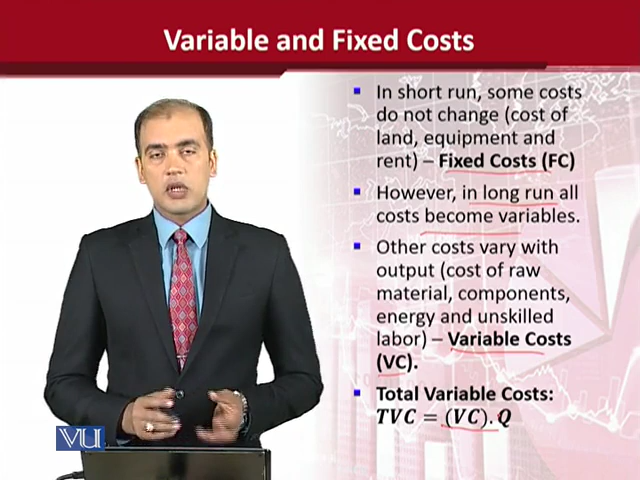 Variable and Fixed Costs
▪ In short run, some costs
do not change (cost of
land, equipment and
rent) – Fixed Costs (FC)
▪ However, in long run all
costs become variables.
▪ Other costs vary with
output (cost of raw
material, components,
energy and unskilled
labor) – Variable Costs
(VC).
▪ Total Variable Costs:
TVC = (VC).Q
VU